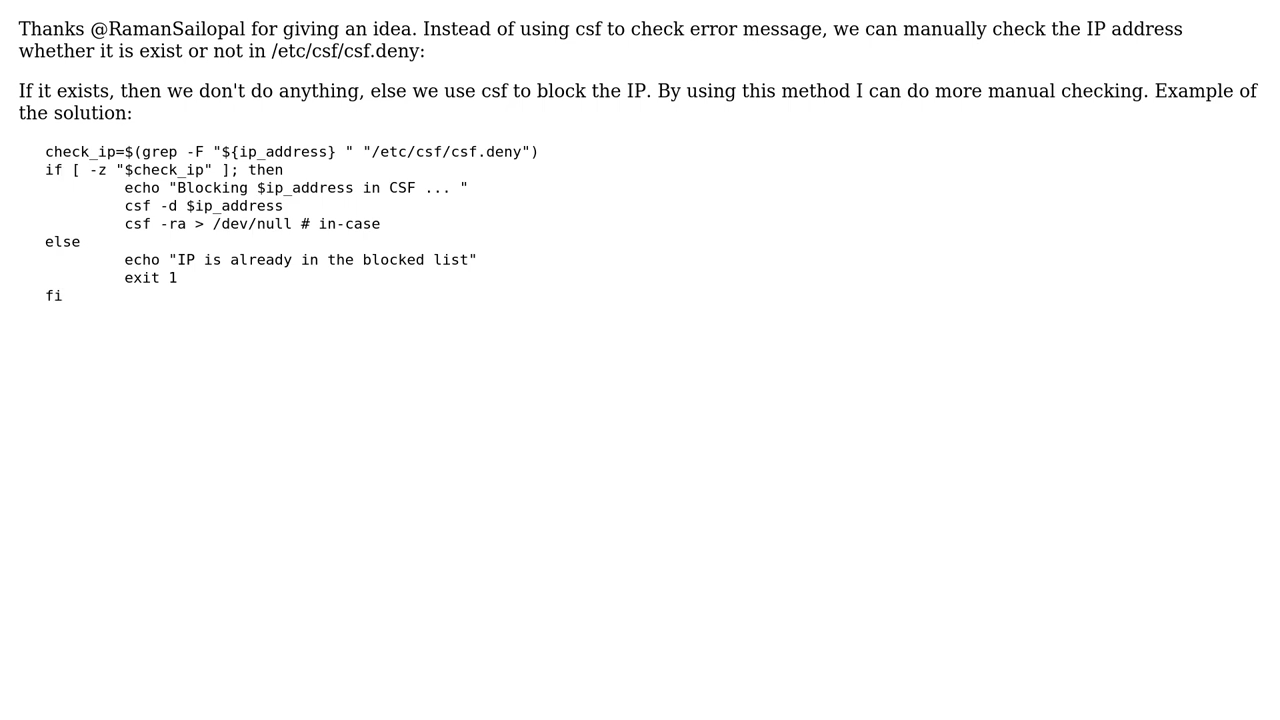 Thanks @RamanSailopal for giving an idea. Instead of using csf to check error message, we can manually check the IP address
whether it is exist or not in /etc/csf/csf.deny:
If it exists, then we don't do anything, else we use csf to block the IP. By using this method I can do more manual checking. Example of
the solution:
check_ip=$(grep -F "${ip_address} " "/etc/csf/csf.deny")
if [ -z "$check_ip" ]; then
         echo "Blocking $ip_address in CSF ... "
         csf -d $ip_address
         csf -ra > /dev/null # in-case
else
         echo "IP is already in the blocked list"
         exit 1
fi